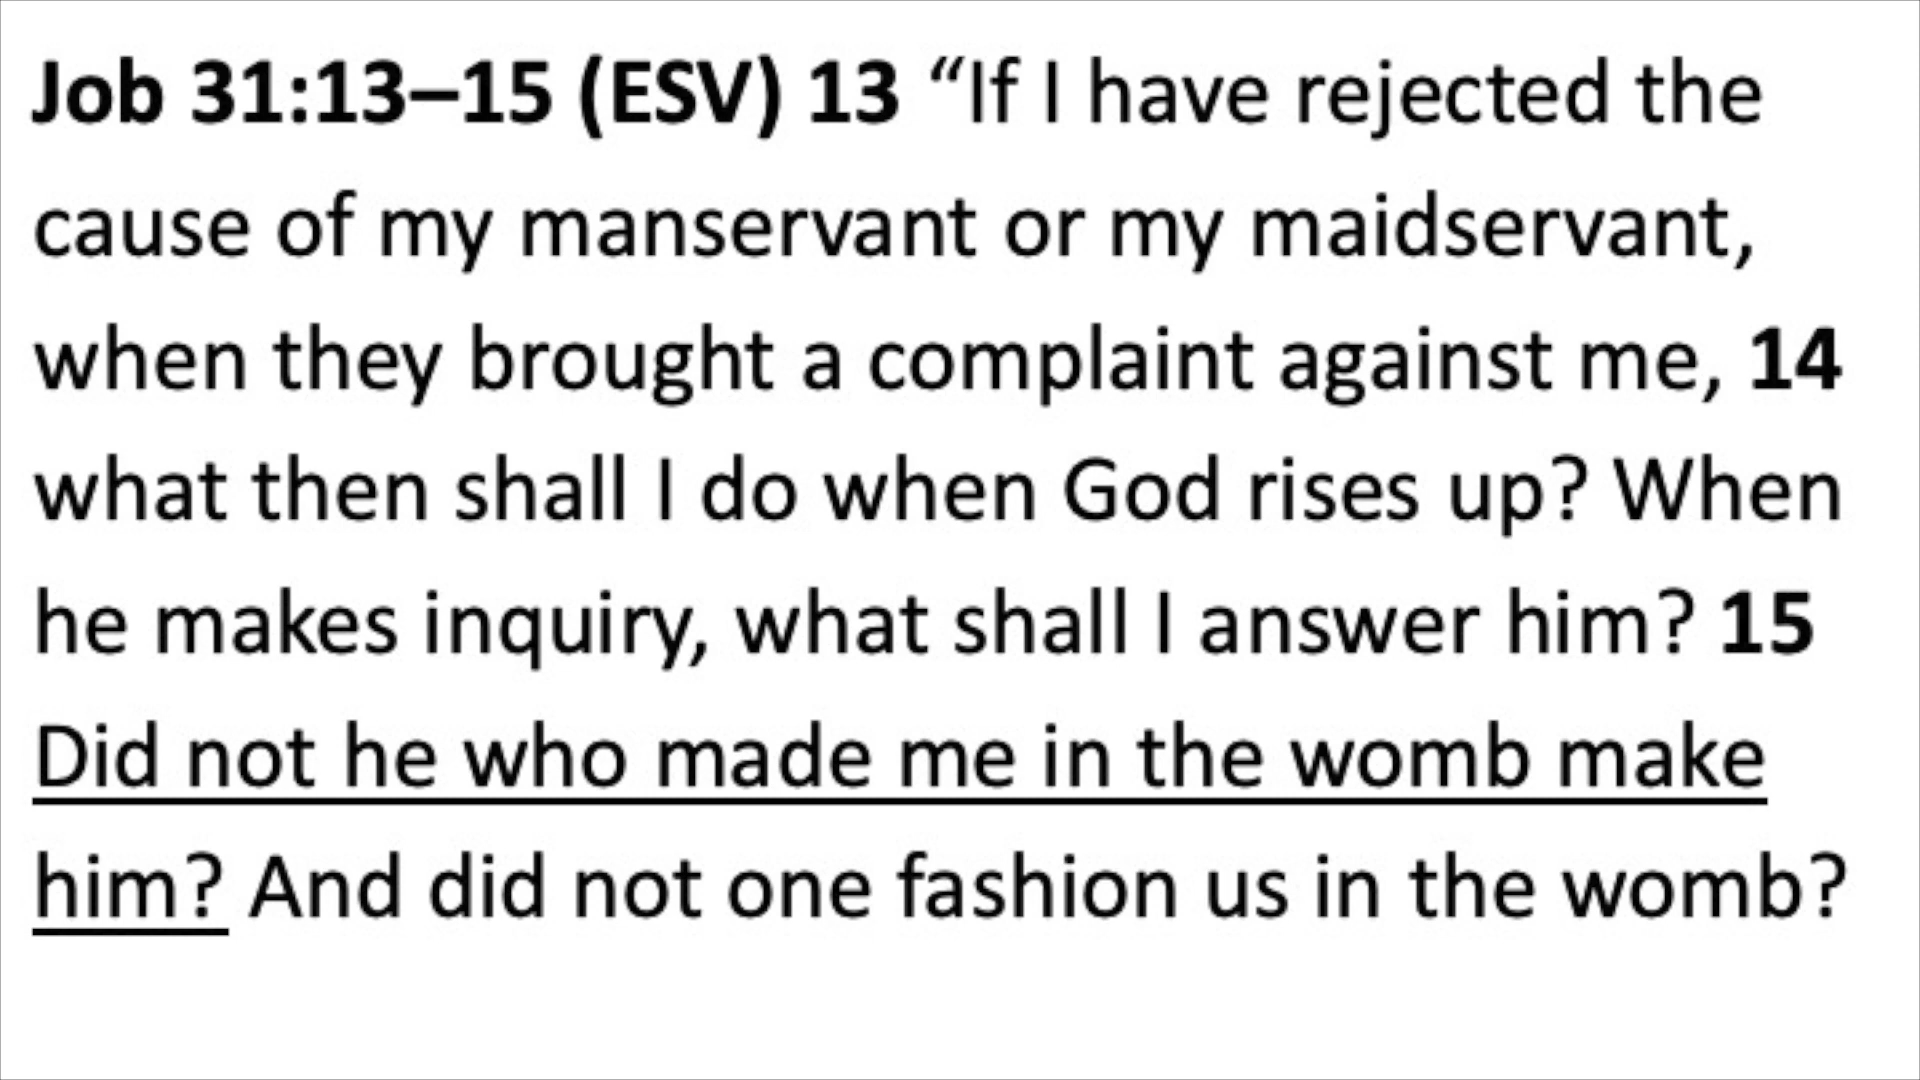 Job 31:13–15 (ESV) 13 “If I have rejected the
cause of my manservant or my maidservant,
when they brought a complaint against me, 14
what then shall I do when God rises up? When
he makes inquiry, what shall I answer him? 15
Did not he who made me in the womb make
him? And did not one fashion us in the womb?